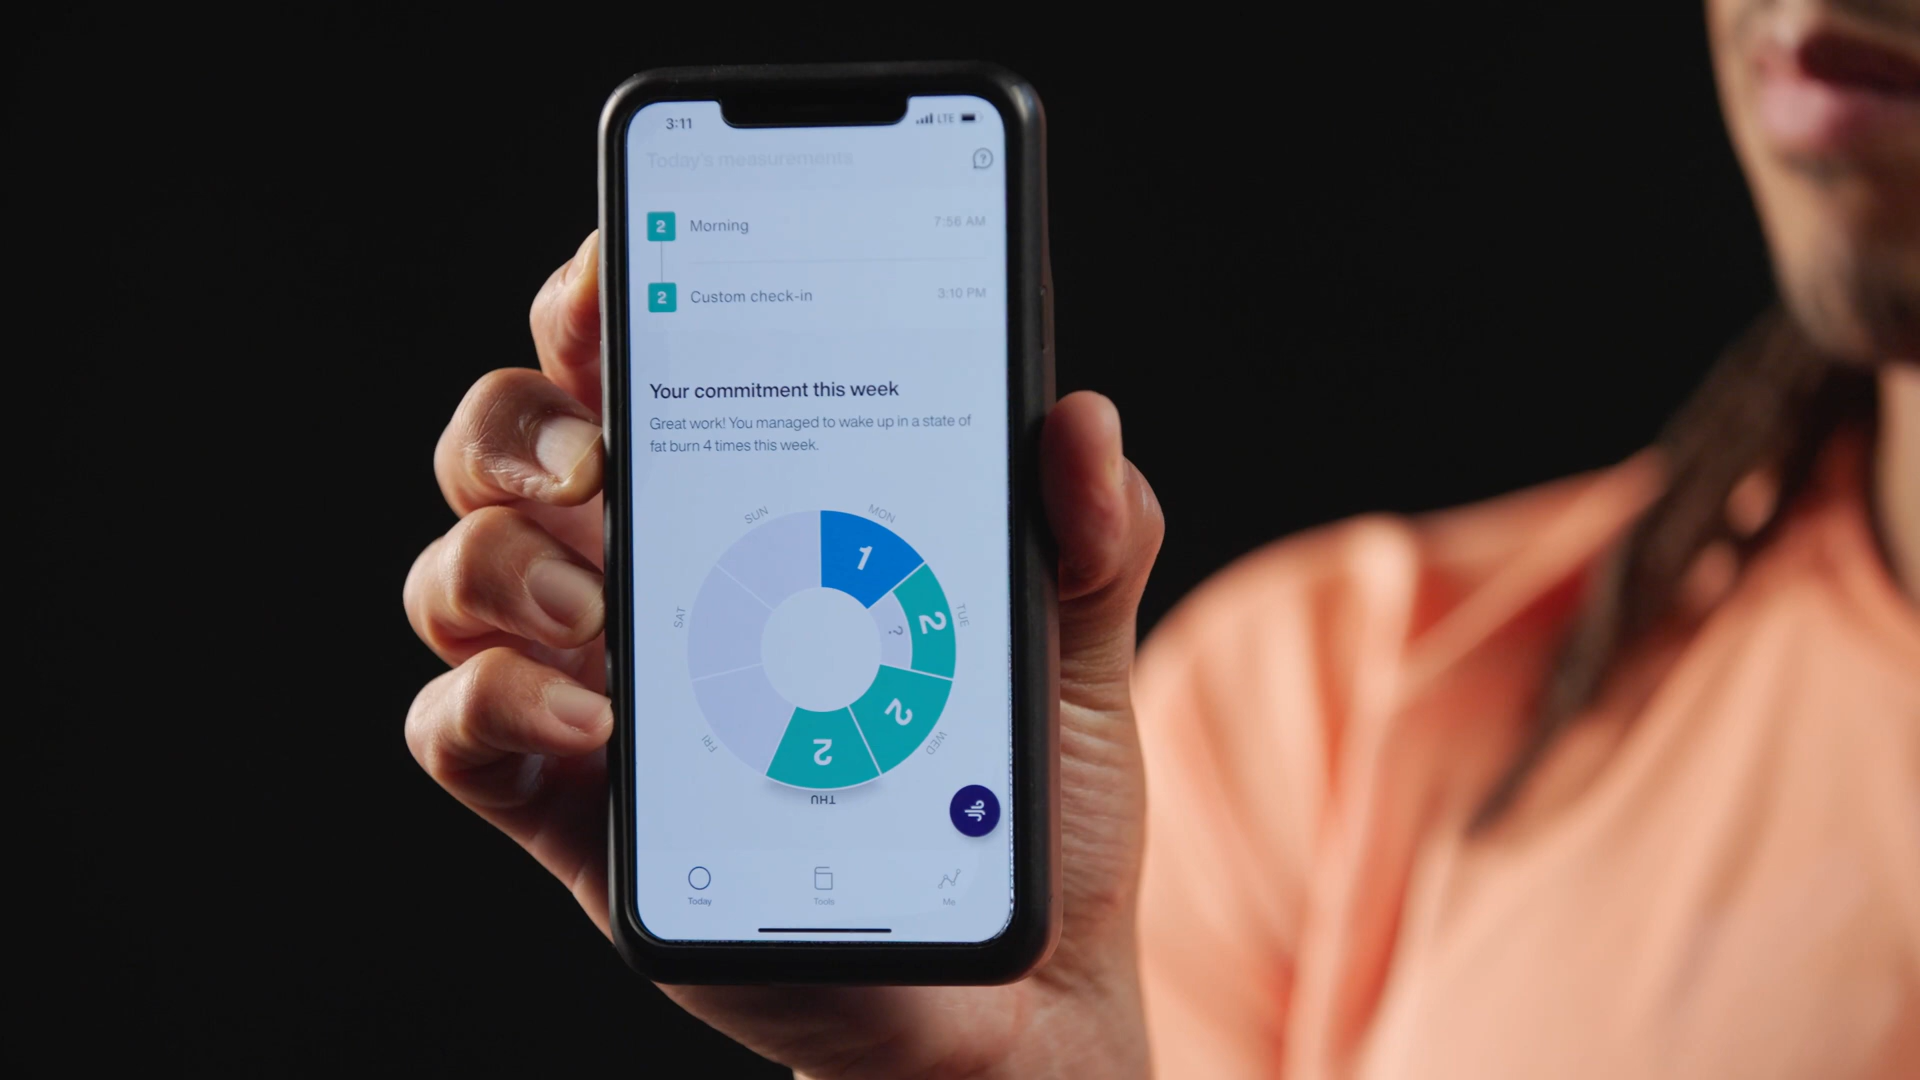 3:11
LTE
Today's measurements
2 Morning 7:56 AM
2 Custom check-in 3:10 PM
Your commitment this week
Great work! You managed to wake up in a state of
fat burn 4 times this week.
SUN
MON
1
TUE
2
?
WED
2
THU
2
FRI
SAT
Today
Tools
Me